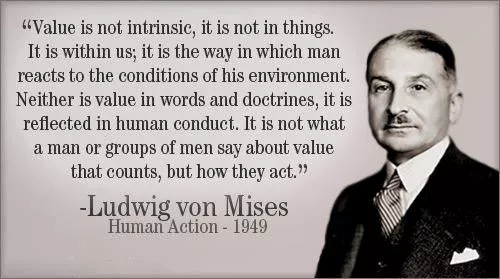 “Value is not intrinsic, it is not in things.
It is within us; it is the way in which man
reacts to the conditions of his environment.
Neither is value in words and doctrines, it is
reflected in human conduct. It is not what
a man or groups of men say about value
that counts, but how they act.”
-Ludwig von Mises
Human Action - 1949